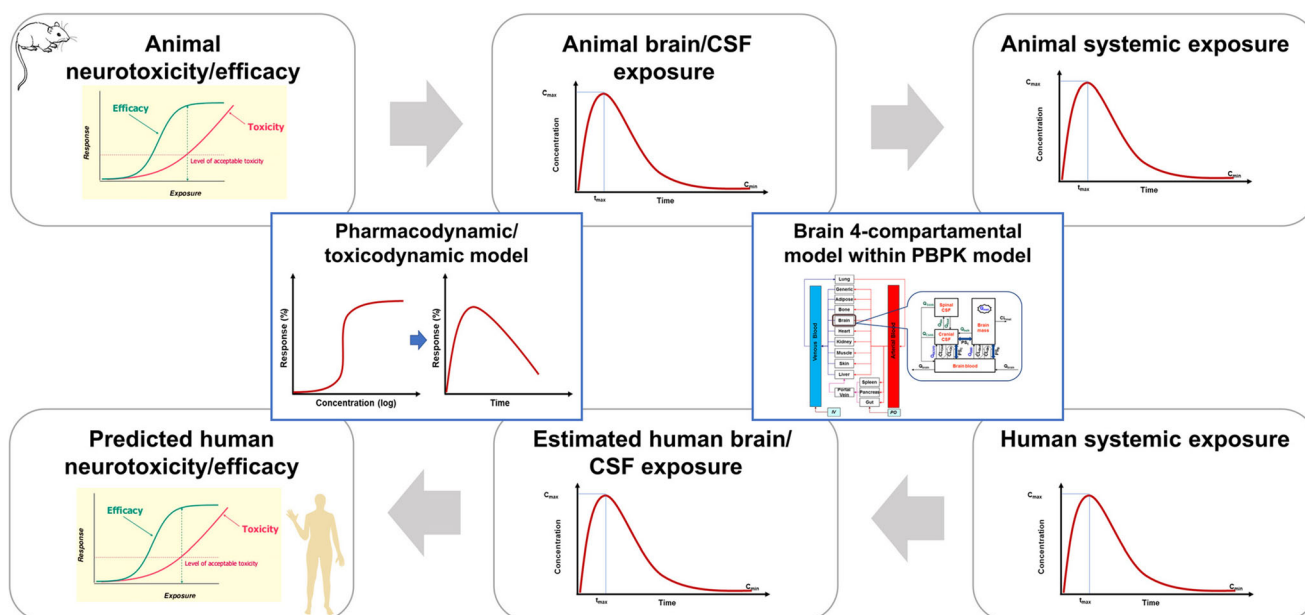 Animal
neurotoxicity/efficacy
Efficacy
Toxicity
Response
Level of acceptable toxicity
Exposure
Animal brain/CSF
exposure
Cmax
Concentration
Cmin
tmax
Time
Animal systemic exposure
Cmax
Concentration
Cmin
tmax
Time
Pharmacodynamic/
toxicodynamic model
Response (%)
Concentration (log)
Response (%)
Time
Brain 4-compartamental
model within PBPK model
Venous Blood
Lung
Generic
Adipose
Bone
Brain
Heart
Kidney
Muscle
Skin
Liver
Portal
Vein
Spleen
Pancreas
Gut
IV
PO
Spinal
CSF
Cranial
CSF
Brain
mass
Brain blood
Predicted human
neurotoxicity/efficacy
Efficacy
Toxicity
Response
Level of acceptable toxicity
Exposure
Estimated human brain/
CSF exposure
Cmax
Concentration
Cmin
tmax
Time
Human systemic exposure
Cmax
Concentration
Cmin
tmax
Time